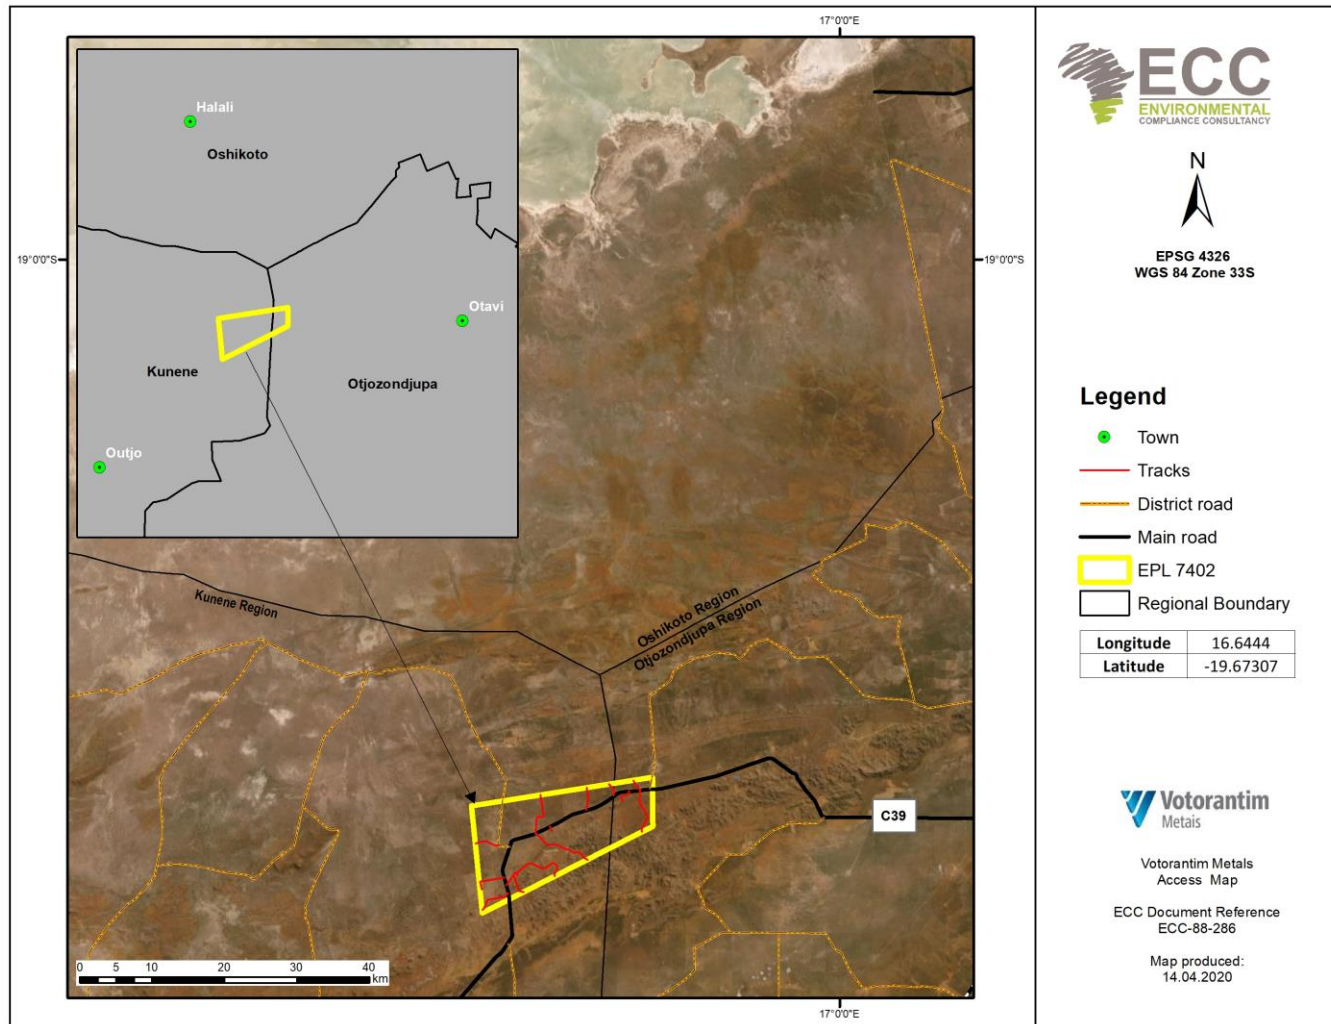 17°0'0"E
19°0'0"S
19°0'0"S
Halali
Oshikoto
Otavi
Kunene
Otjozondjupa
Outjo
Kunene Region
Oshikoto Region
Otjozondjupa Region
C39
0 5 10 20 30 40
km
17°0'0"E
ECC
ENVIRONMENTAL
COMPLIANCE CONSULTANCY
N
EPSG 4326
WGS 84 Zone 33S
Legend
Town
Tracks
District road
Main road
EPL 7402
Regional Boundary
Longitude 16.6444
Latitude -19.67307
Votorantim
Metais
Votorantim Metals
Access Map
ECC Document Reference
ECC-88-286
Map produced:
14.04.2020